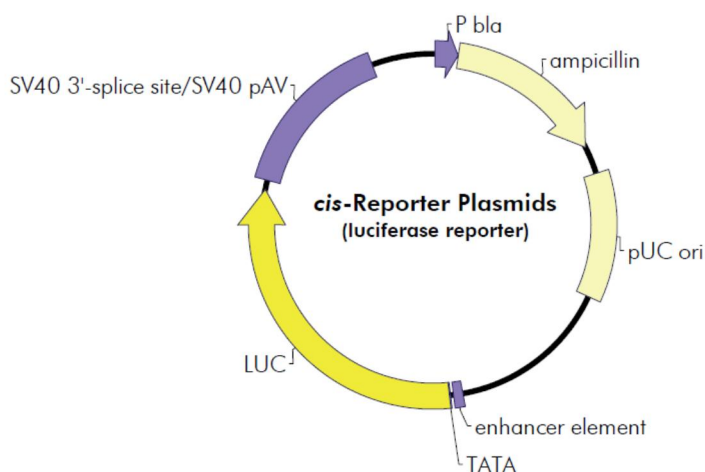 P bla
ampicillin
SV40 3'-splice site/SV40 pAV
cis-Reporter Plasmids
(luciferase reporter)
pUC ori
LUC
enhancer element
TATA